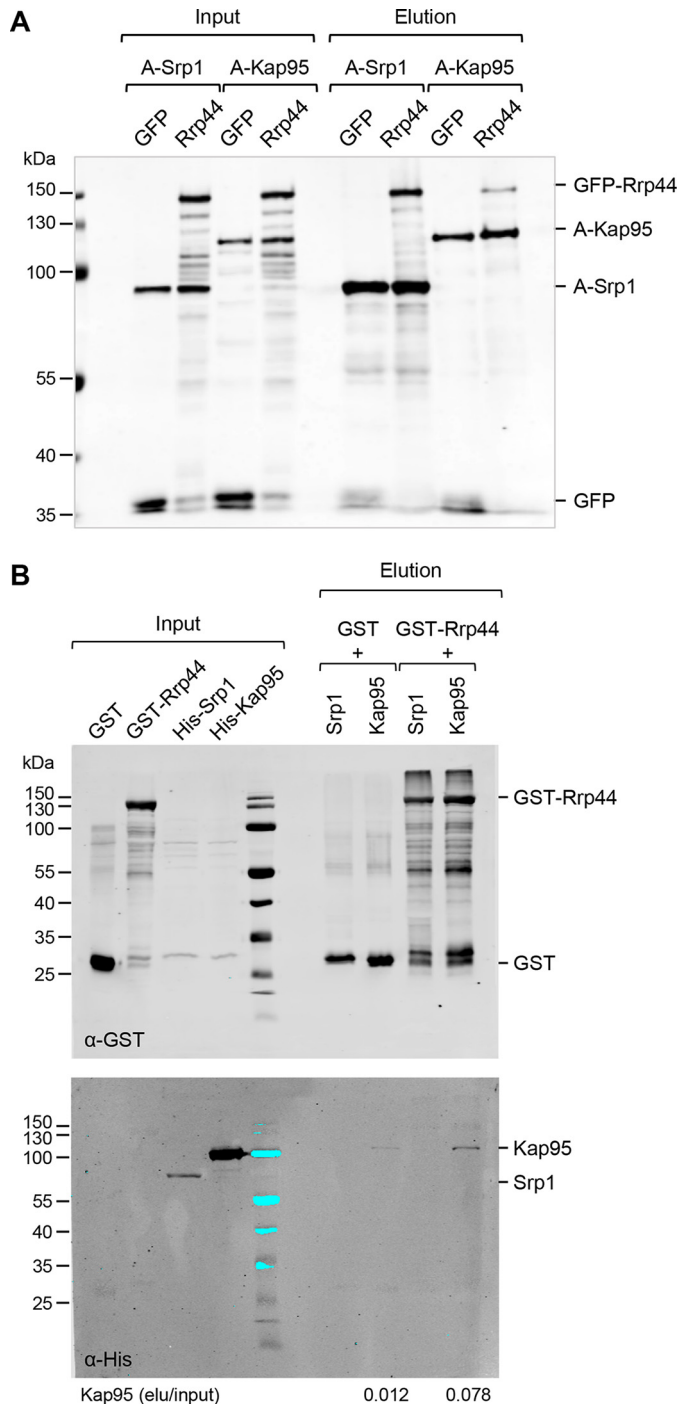 A
Input Elution
A-Srp1 A-Kap95 A-Srp1 A-Kap95
GFP Rrp44 GFP Rrp44 GFP Rrp44 GFP Rrp44
kDa
150 GFP-Rrp44
130 A-Kap95
100 A-Srp1
55
40
35 GFP
B
Elution
Input GST GST-Rrp44
+ +
GST GST-Rrp44 His-Srp1 His-Kap95 Srp1 Kap95 Srp1 Kap95
kDa
150 GST-Rrp44
130
100
55
40
35
25 GST
α-GST
150
130 Kap95
100 Srp1
55
40
35
25
α-His
Kap95 (elu/input) 0.012 0.078